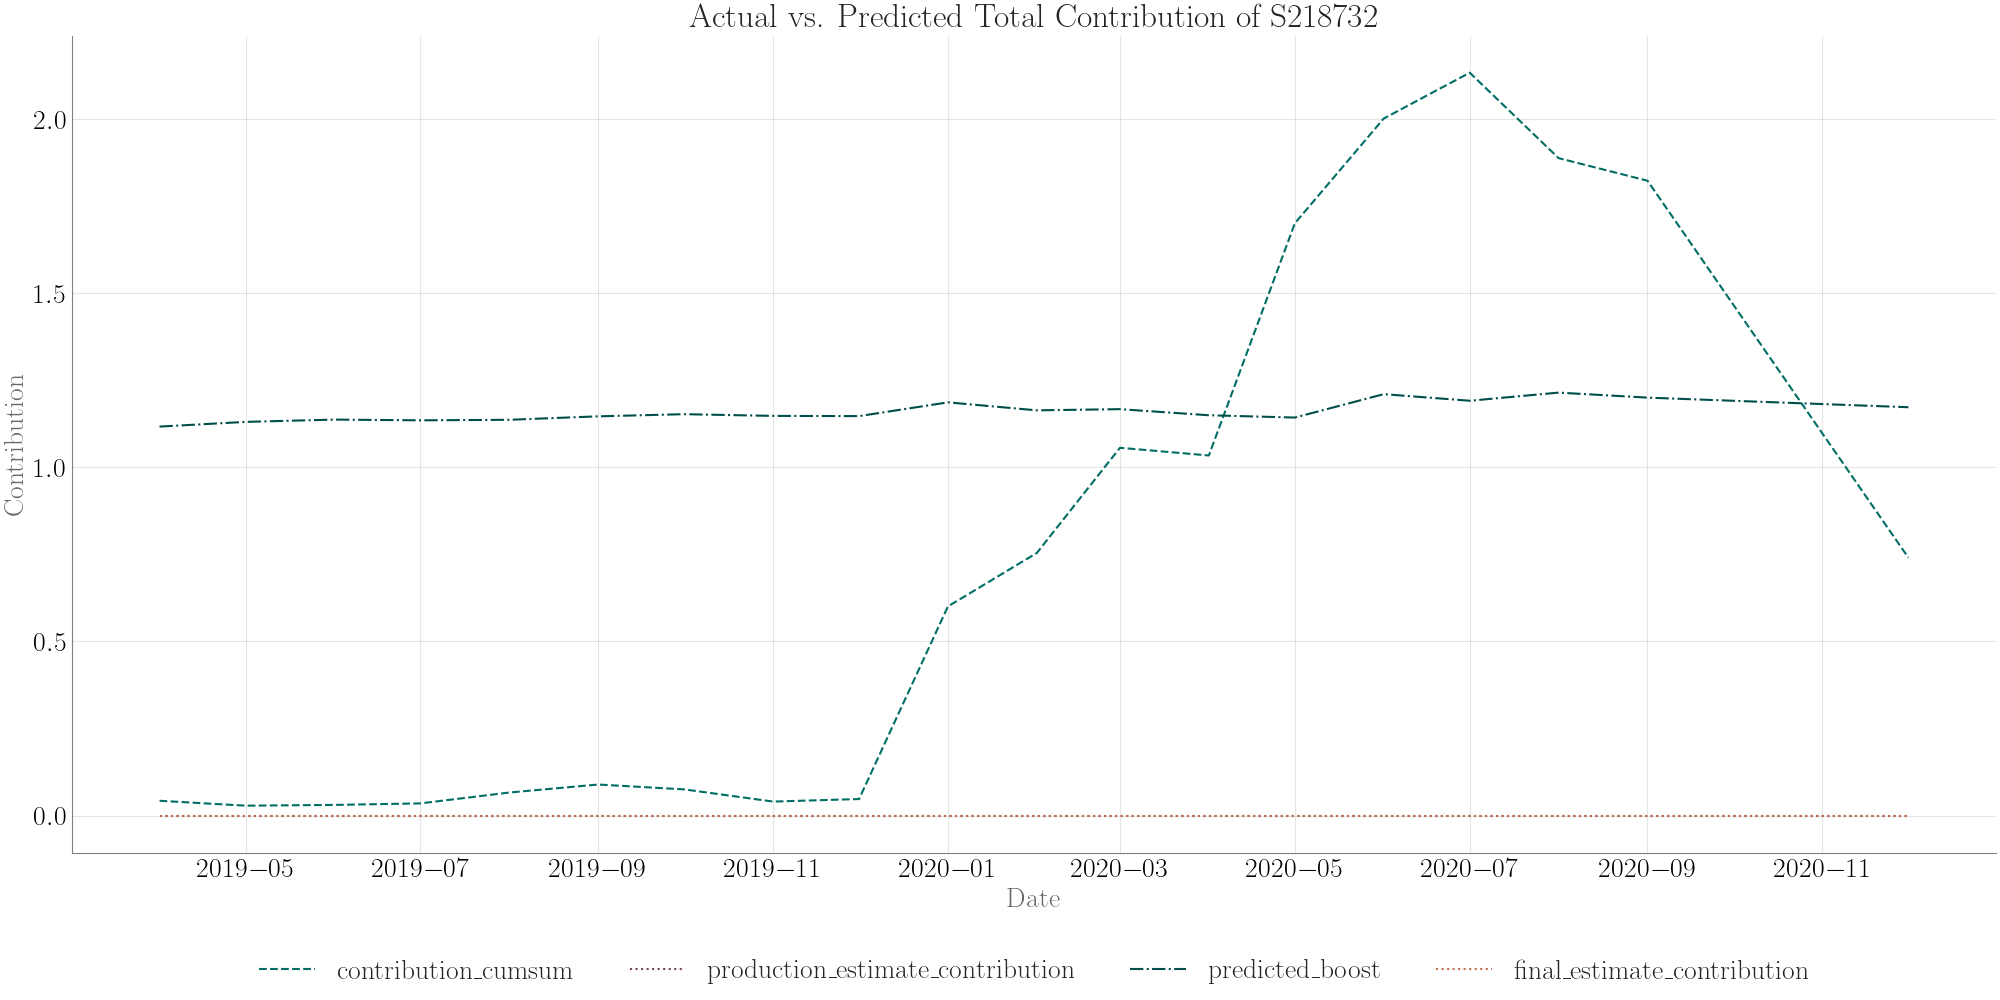 Actual vs. Predicted Total Contribution of S218732
Contribution
2.0
1.5
1.0
0.5
0.0
2019–05 2019–07 2019–09 2019–11 2020–01 2020–03 2020–05 2020–07 2020–09 2020–11
Date
contribution_cumsum production_estimate_contribution predicted_boost final_estimate_contribution